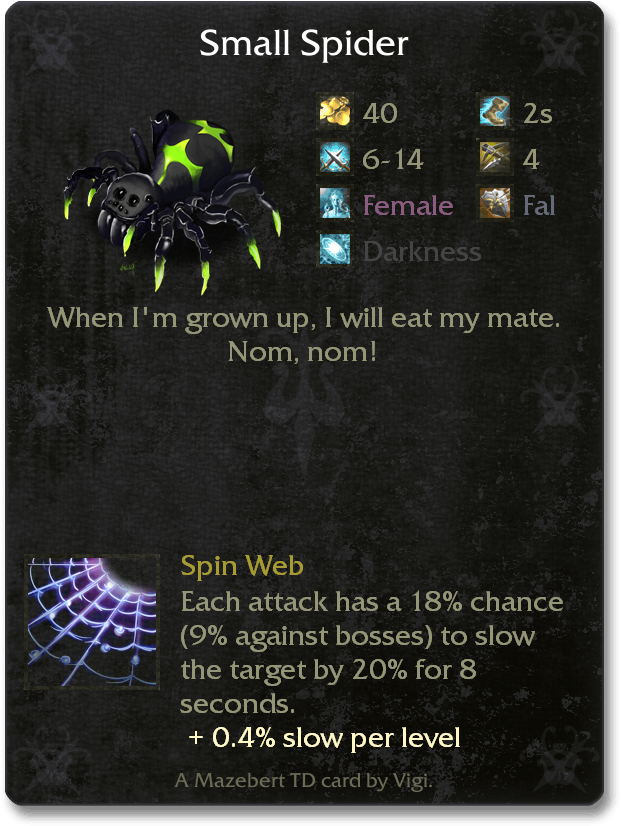 Small Spider
40 2s
6-14 4
Female Fal
Darkness
When I'm grown up, I will eat my mate.
Nom, nom!
Spin Web
Each attack has a 18% chance
(9% against bosses) to slow
the target by 20% for 8
seconds.
+ 0.4% slow per level
A Mazebert TD card by Vigi.